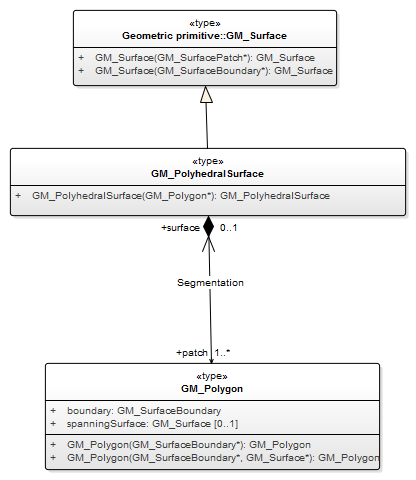 «type»
Geometric primitive::GM_Surface
+ GM_Surface(GM_SurfacePatch*): GM_Surface
+ GM_Surface(GM_SurfaceBoundary*): GM_Surface
«type»
GM_PolyhedralSurface
+ GM_PolyhedralSurface(GM_Polygon*): GM_PolyhedralSurface
+surface 0..1
Segmentation
+patch 1..*
«type»
GM_Polygon
+ boundary: GM_SurfaceBoundary
+ spanningSurface: GM_Surface [0..1]
+ GM_Polygon(GM_SurfaceBoundary*): GM_Polygon
+ GM_Polygon(GM_SurfaceBoundary*, GM_Surface*): GM_Polygon